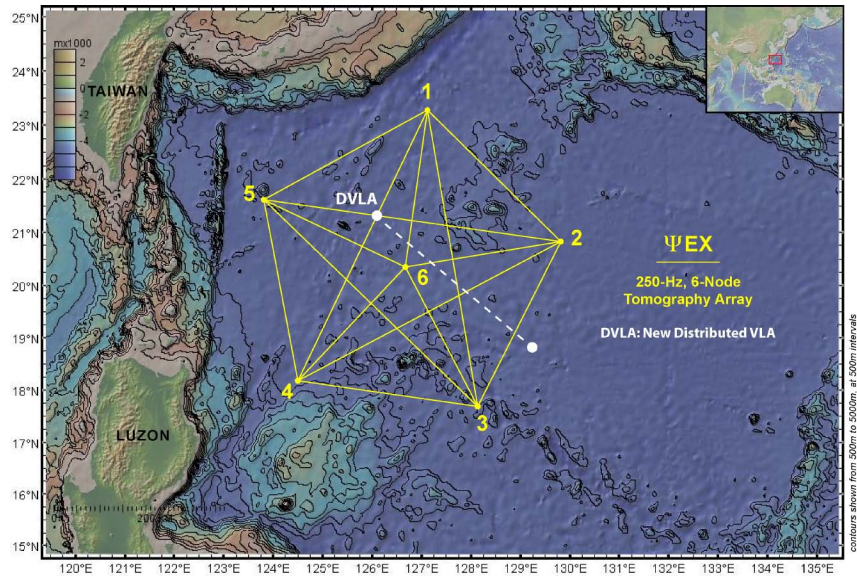 25°N
24°N
23°N
22°N
21°N
20°N
19°N
18°N
17°N
16°N
15°N
mx1000
2
0
TAIWAN
1
5
DVLA
2
6
4
3
ΨEX
250-Hz, 6-Node
Tomography Array
DVLA: New Distributed VLA
LUZON
120°E 121°E 122°E 123°E 124°E 125°E 126°E 127°E 128°E 129°E 130°E 131°E 132°E 133°E 134°E 135°E
contours shown from 500m to 5000m, at 500m intervals